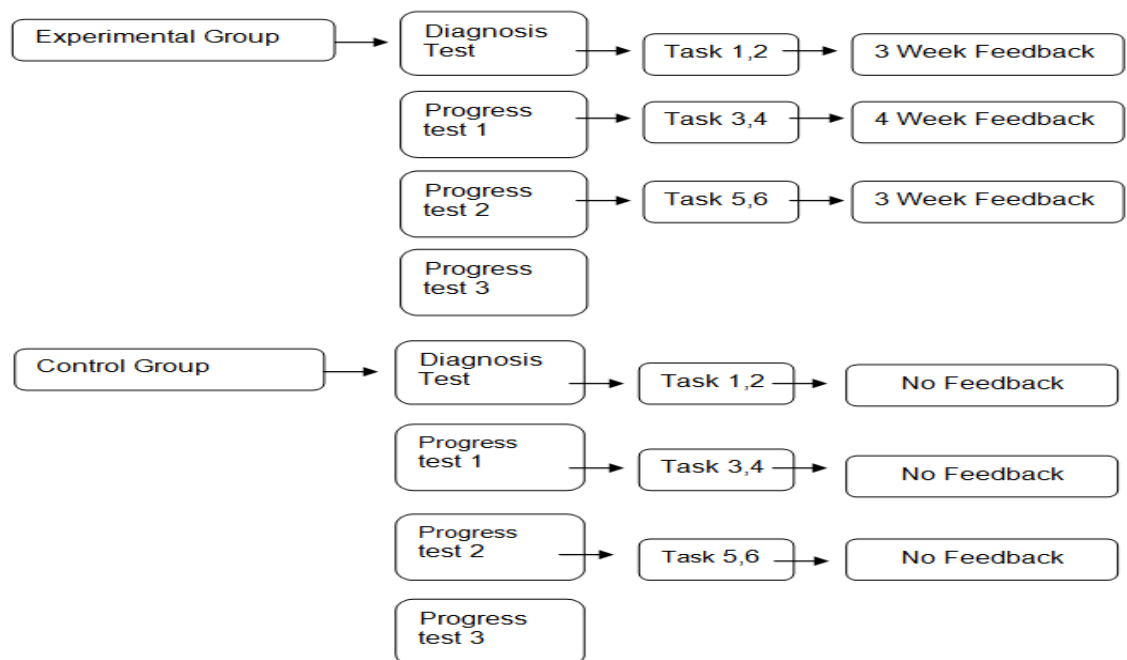 Experimental Group
Diagnosis
Test
Task 1,2
3 Week Feedback
Progress
test 1
Task 3,4
4 Week Feedback
Progress
test 2
Task 5,6
3 Week Feedback
Progress
test 3
Control Group
Diagnosis
Test
Task 1,2
No Feedback
Progress
test 1
Task 3,4
No Feedback
Progress
test 2
Task 5,6
No Feedback
Progress
test 3